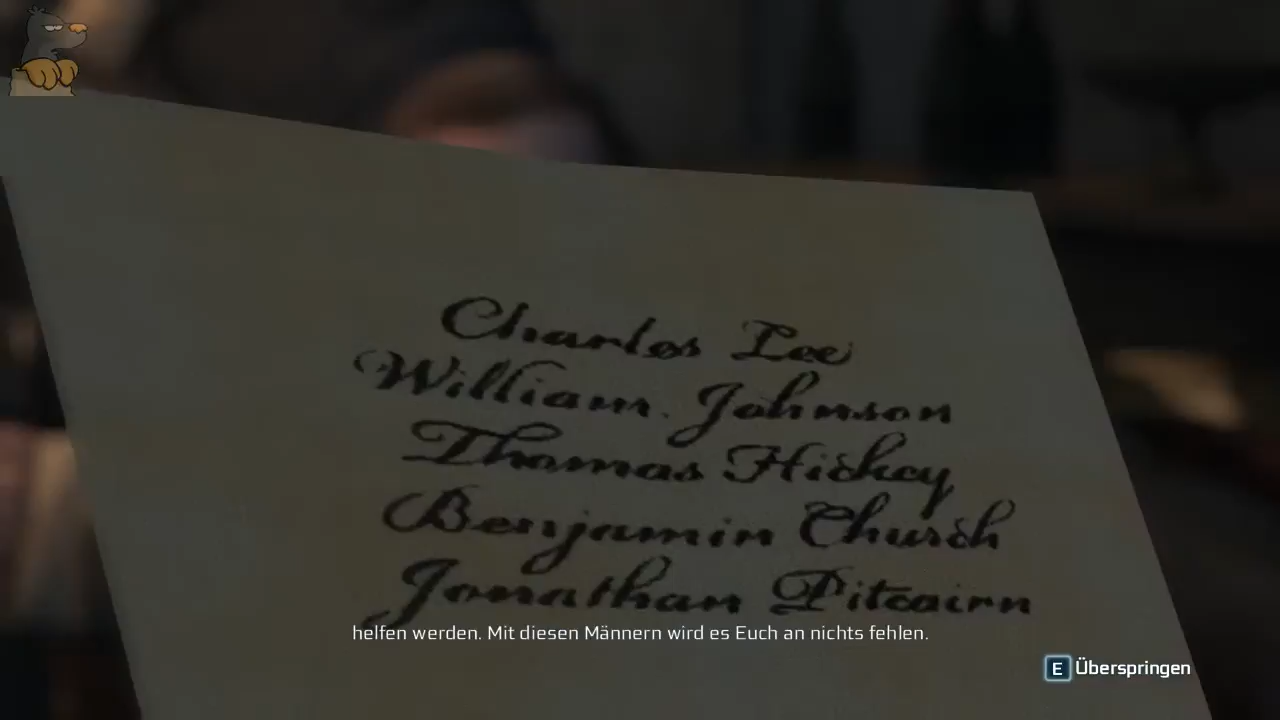 Charles Lee
William Johnson
Thomas Hickey
Benjamin Church
Jonathan Pitcairn
helfen werden. Mit diesen Männern wird es Euch an nichts fehlen.
E Überspringen